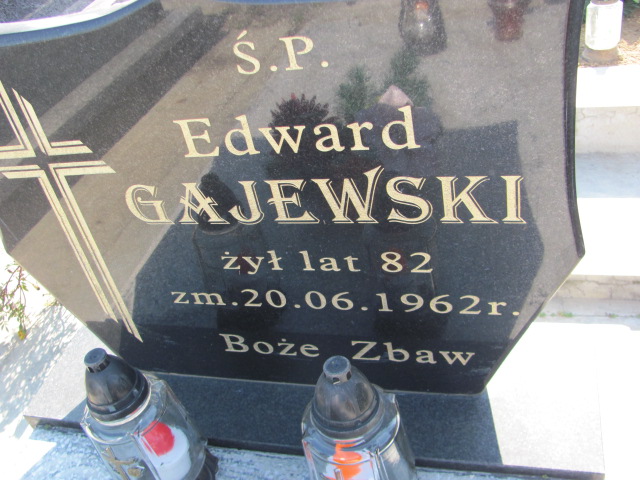 Ś.P.
Edward
GAJEWSKI
żył lat 82
zm.20.06.1962r.
Boże Zbaw